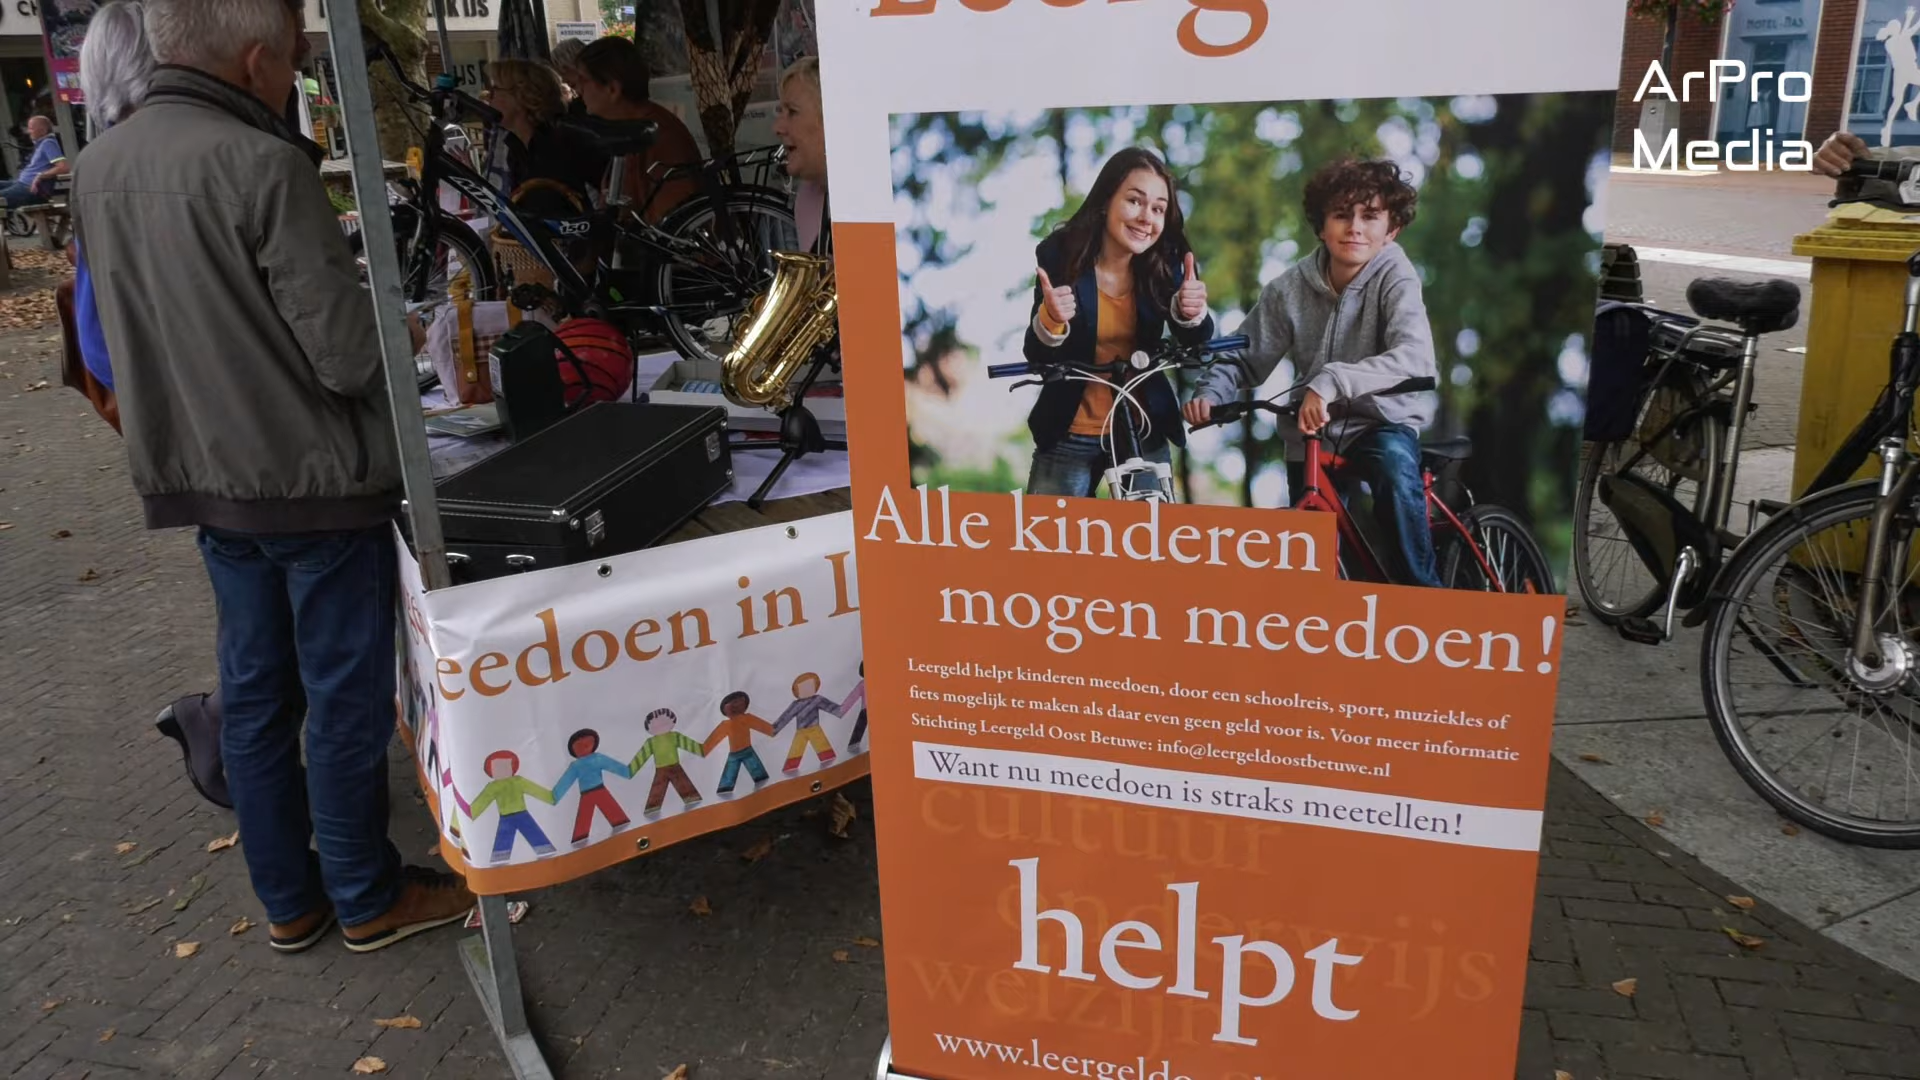 ArPro
Media
Alle kinderen
mogen meedoen!
Leergeld helpt kinderen meedoen, door een schoolreis, sport, muziekles of
fiets mogelijk te maken als daar even geen geld voor is. Voor meer informatie
Stichting Leergeld Oost Betuwe: info@leergeldoostbetuwe.nl
Want nu meedoen is straks meetellen!
cultuur
onderwijs
welzijn
helpt
www.leergeldo
eedoen in L